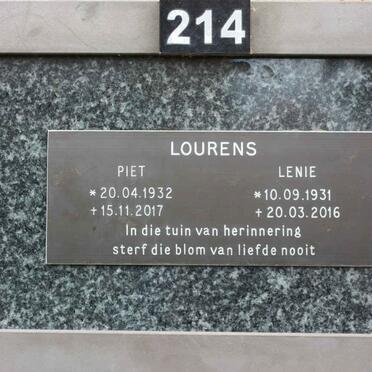 214
LOURENS
PIET LENIE
*20.04.1932 *10.09.1931
+15.11.2017 +20.03.2016
In die tuin van herinnering
sterf die blom van liefde nooit